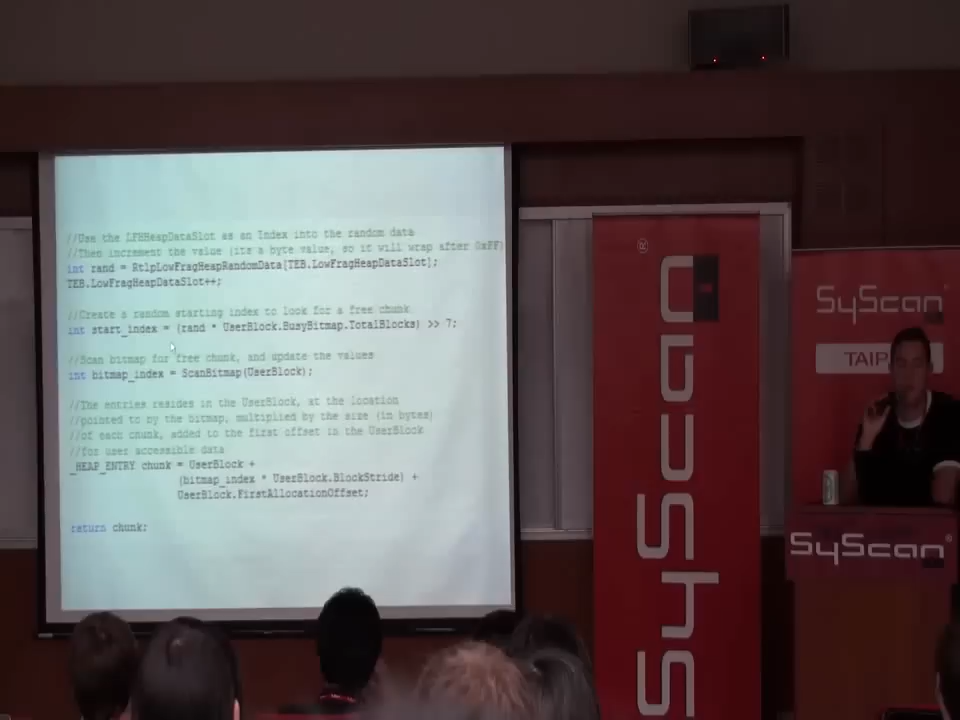 //Use the LFHHeapDataSlot as an Index into the random data
//Then increment the value (its a byte value, so it will wrap after 0xFF)
int rand = RtlpLowFragHeapRandomData[TEB.LowFragHeapDataSlot];
TEB.LowFragHeapDataSlot++;
//Create a random starting index to look for a free chunk
int start_index = (rand * UserBlock.BusyBitmap.TotalBlocks) >> 7;
//Scan bitmap for free chunk, and update the values
int bitmap_index = ScanBitmap(UserBlock);
//The entries resides in the UserBlock, at the location
//pointed to by the bitmap, multiplied by the size (in bytes)
//of each chunk, added to the first offset in the UserBlock
//for user accessible data
_HEAP_ENTRY chunk = UserBlock +
(bitmap_index * UserBlock.BlockStride) +
UserBlock.FirstAllocationOffset;
return chunk;
SyScan®
SyScan
TAIP
SyScan®